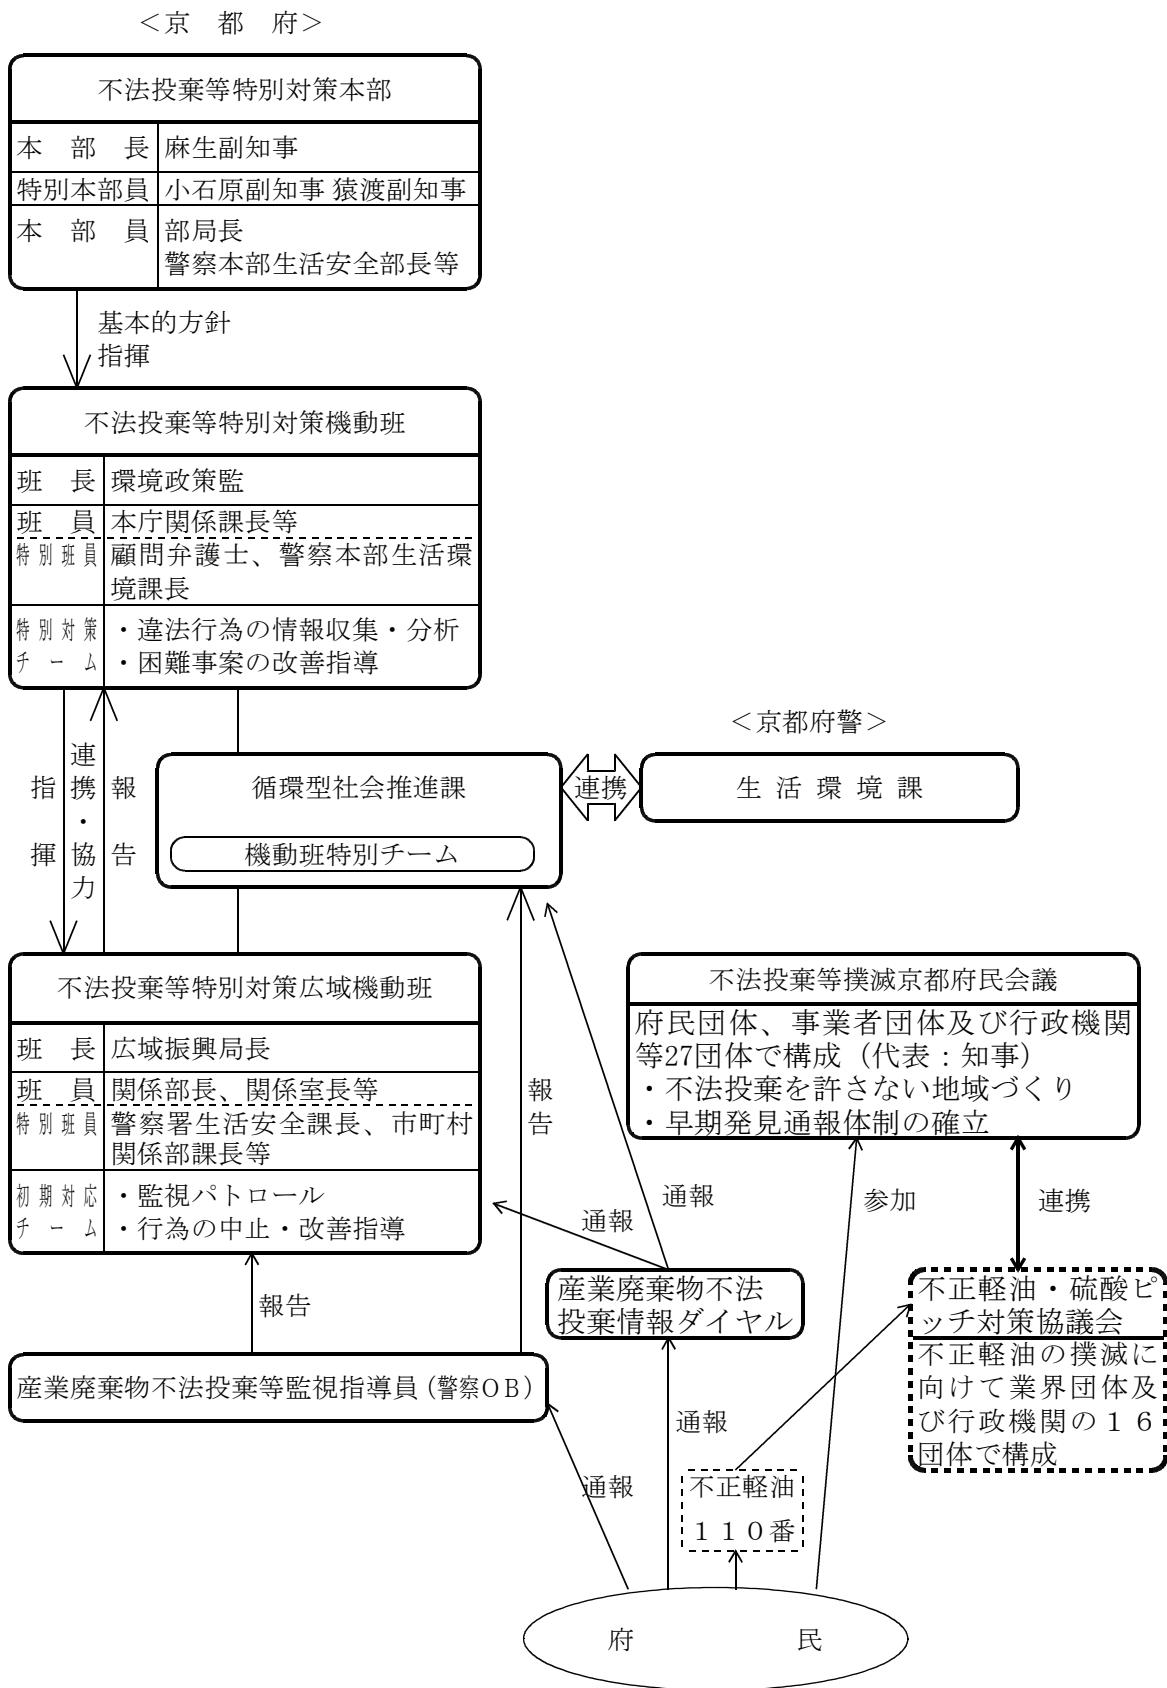 ＜京　都　府＞
不法投棄等特別対策本部
本　部　長 麻生副知事
特別本部員 小石原副知事 猿渡副知事
本　部　員 部局長
警察本部生活安全部長等
基本的方針
指揮
不法投棄等特別対策機動班
班　長 環境政策監
班　員 本庁関係課長等
特別班員 顧問弁護士、警察本部生活環
境課長
特別対策 ・違法行為の情報収集・分析
チーム ・困難事案の改善指導
指揮
連携・協力
報告
＜京都府警＞
循環型社会推進課
連携
生活環境課
機動班特別チーム
不法投棄等特別対策広域機動班
班　長 広域振興局長
班　員 関係部長、関係室長等
特別班員 警察署生活安全課長、市町村
関係部課長等
初期対応 ・監視パトロール
チーム ・行為の中止・改善指導
報告
不法投棄等撲滅京都府民会議
府民団体、事業者団体及び行政機関
等27団体で構成（代表：知事）
・不法投棄を許さない地域づくり
・早期発見通報体制の確立
通報
通報
参加
連携
報告
産業廃棄物不法
投棄情報ダイヤル
不正軽油・硫酸ピ
ッチ対策協議会
不正軽油の撲滅に
向けて業界団体及
び行政機関の１６
団体で構成
産業廃棄物不法投棄等監視指導員（警察ＯＢ）
通報
通報
不正軽油
１１０番
府　民